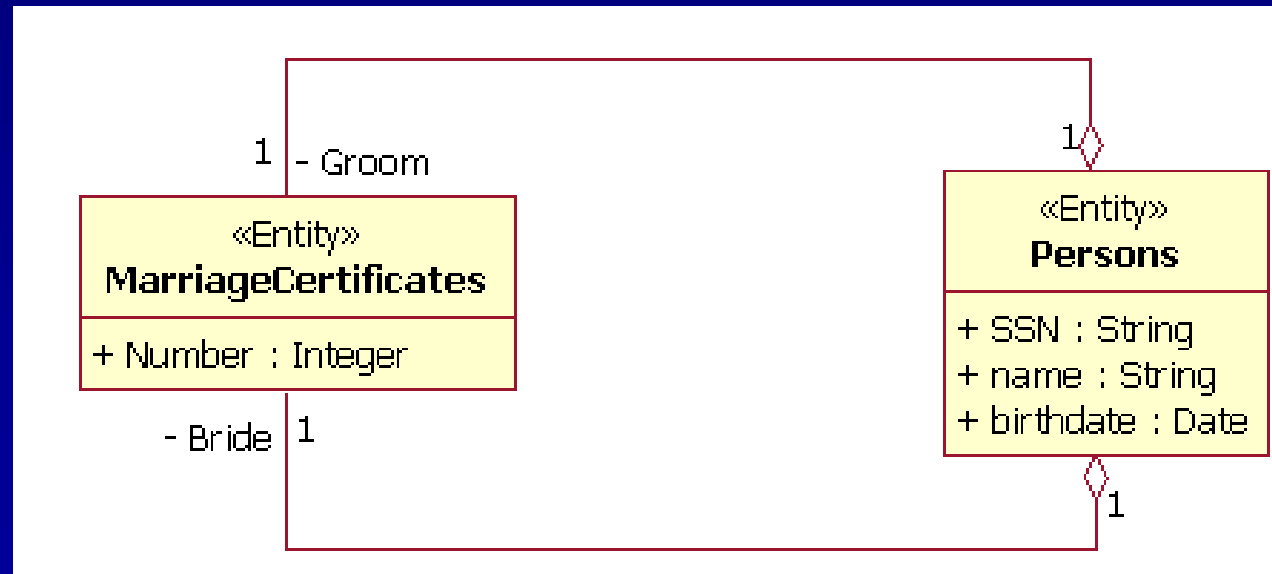 1
- Groom
1
«Entity»
MarriageCertificates
+ Number : Integer
- Bride
1
«Entity»
Persons
+ SSN : String
+ name : String
+ birthdate : Date
1